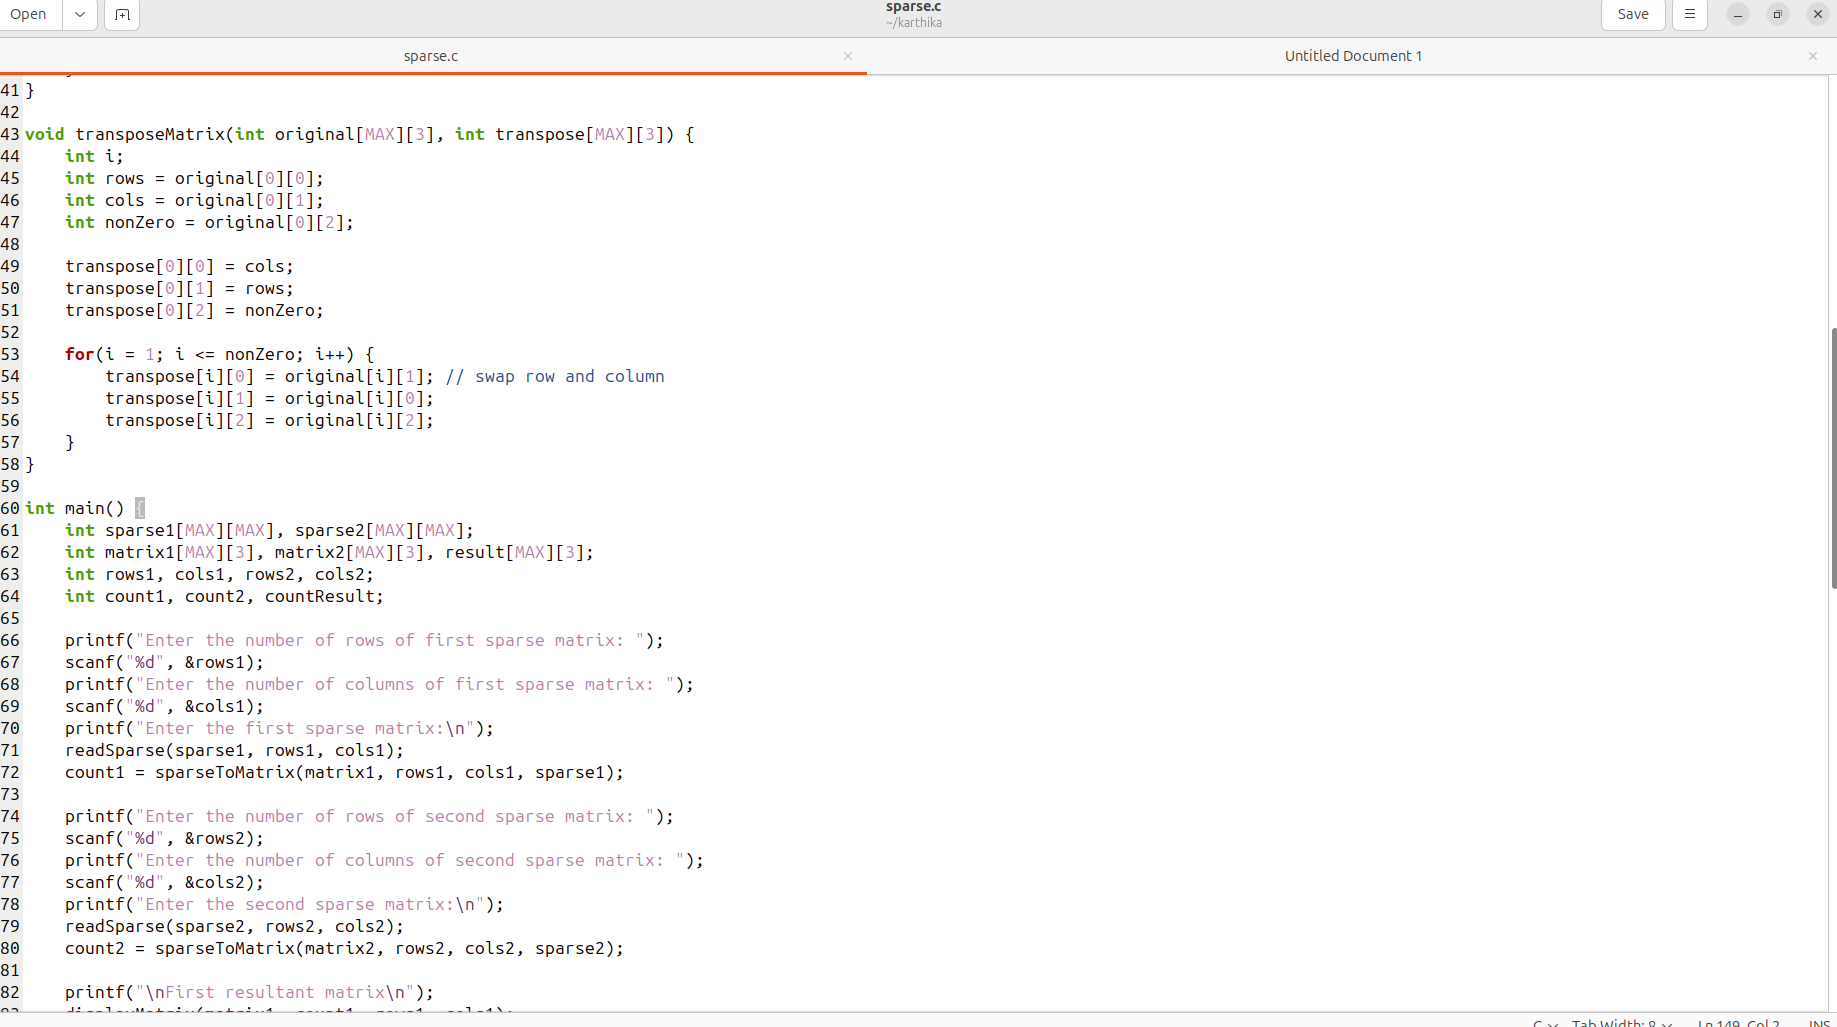 Open
sparse.c
~/karthika
Save
sparse.c
Untitled Document 1
41 }
42
43 void transposeMatrix(int original[MAX][3], int transpose[MAX][3]) {
44     int i;
45     int rows = original[0][0];
46     int cols = original[0][1];
47     int nonZero = original[0][2];
48
49     transpose[0][0] = cols;
50     transpose[0][1] = rows;
51     transpose[0][2] = nonZero;
52
53     for(i = 1; i <= nonZero; i++) {
54         transpose[i][0] = original[i][1]; // swap row and column
55         transpose[i][1] = original[i][0];
56         transpose[i][2] = original[i][2];
57     }
58 }
59
60 int main() {
61     int sparse1[MAX][MAX], sparse2[MAX][MAX];
62     int matrix1[MAX][3], matrix2[MAX][3], result[MAX][3];
63     int rows1, cols1, rows2, cols2;
64     int count1, count2, countResult;
65
66     printf("Enter the number of rows of first sparse matrix: ");
67     scanf("%d", &rows1);
68     printf("Enter the number of columns of first sparse matrix: ");
69     scanf("%d", &cols1);
70     printf("Enter the first sparse matrix:\n");
71     readSparse(sparse1, rows1, cols1);
72     count1 = sparseToMatrix(matrix1, rows1, cols1, sparse1);
73
74     printf("Enter the number of rows of second sparse matrix: ");
75     scanf("%d", &rows2);
76     printf("Enter the number of columns of second sparse matrix: ");
77     scanf("%d", &cols2);
78     printf("Enter the second sparse matrix:\n");
79     readSparse(sparse2, rows2, cols2);
80     count2 = sparseToMatrix(matrix2, rows2, cols2, sparse2);
81
82     printf("\nFirst resultant matrix\n");
83     displayMatrix(matrix1, count1, rows1, cols1);
C Tab Width: 8 Ln 149, Col 2 INS